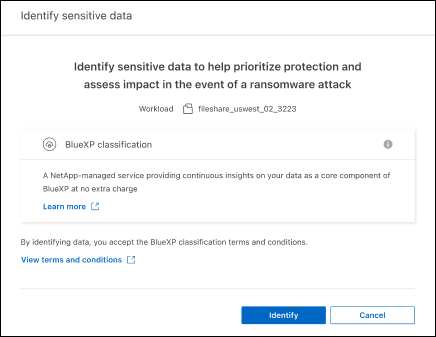 Identify sensitive data
Identify sensitive data to help prioritize protection and
assess impact in the event of a ransomware attack
Workload fileshare_uswest_02_3223
BlueXP classification
A NetApp-managed service providing continuous insights on your data as a core component of
BlueXP at no extra charge
Learn more
By identifying data, you accept the BlueXP classification terms and conditions.
View terms and conditions
Identify Cancel